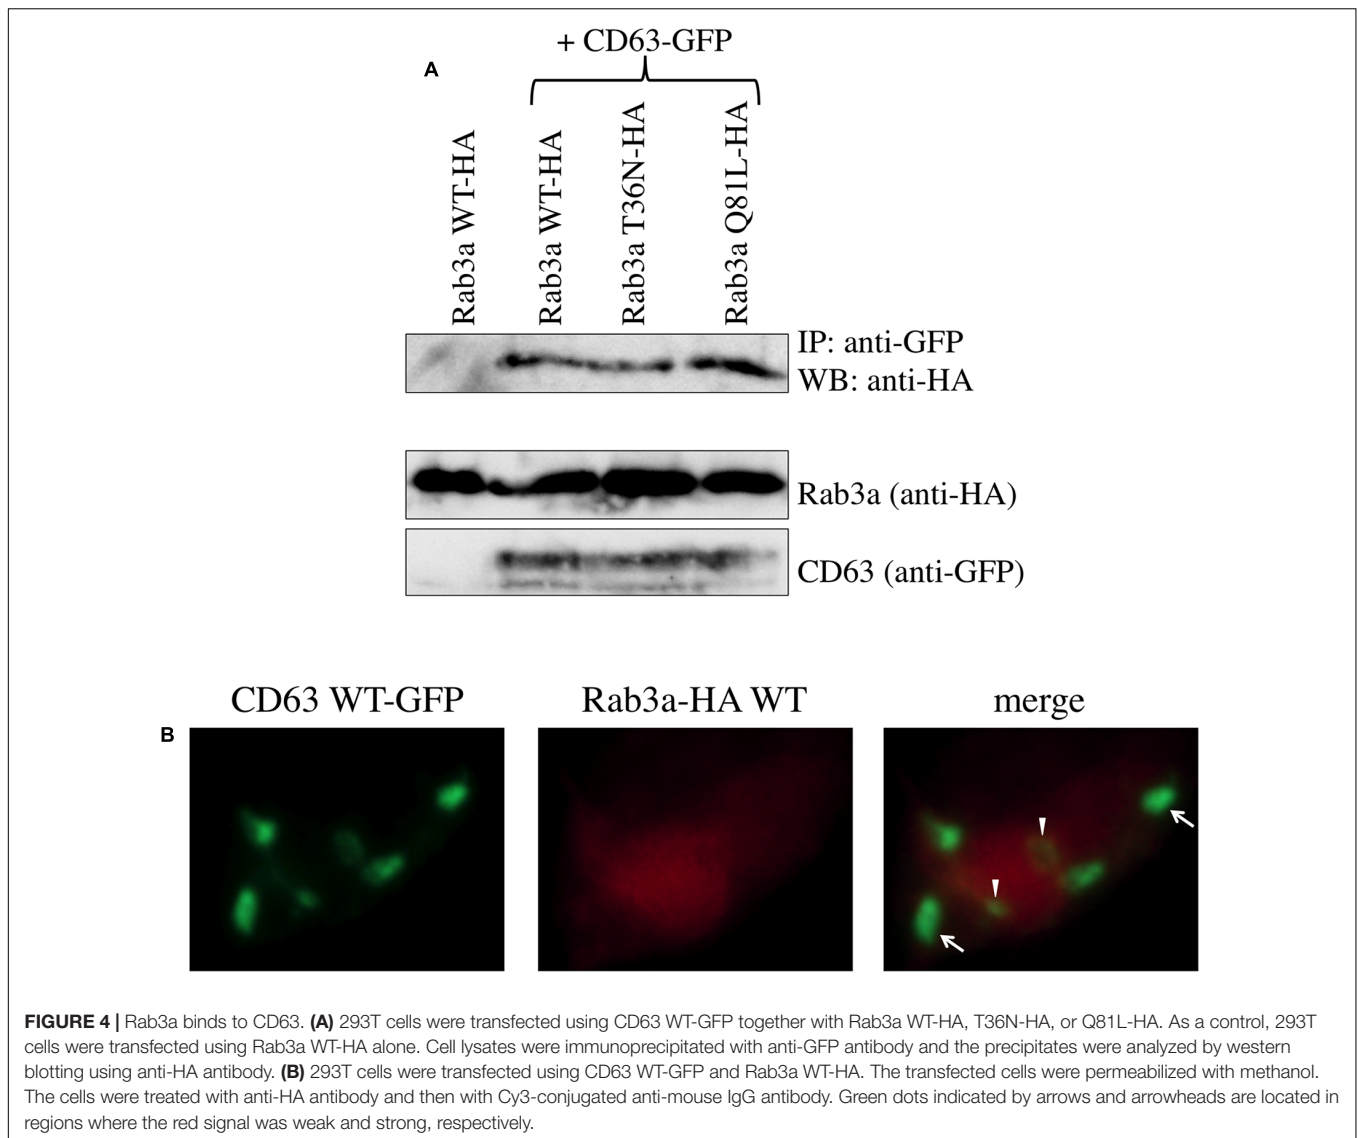 + CD63-GFP
A
Rab3a WT-HA
Rab3a WT-HA
Rab3a T36N-HA
Rab3a Q81L-HA
IP: anti-GFP
WB: anti-HA
Rab3a (anti-HA)
CD63 (anti-GFP)
CD63 WT-GFP
Rab3a-HA WT
merge
B
FIGURE 4 | Rab3a binds to CD63. (A) 293T cells were transfected using CD63 WT-GFP together with Rab3a WT-HA, T36N-HA, or Q81L-HA. As a control, 293T
cells were transfected using Rab3a WT-HA alone. Cell lysates were immunoprecipitated with anti-GFP antibody and the precipitates were analyzed by western
blotting using anti-HA antibody. (B) 293T cells were transfected using CD63 WT-GFP and Rab3a WT-HA. The transfected cells were permeabilized with methanol.
The cells were treated with anti-HA antibody and then with Cy3-conjugated anti-mouse IgG antibody. Green dots indicated by arrows and arrowheads are located in
regions where the red signal was weak and strong, respectively.